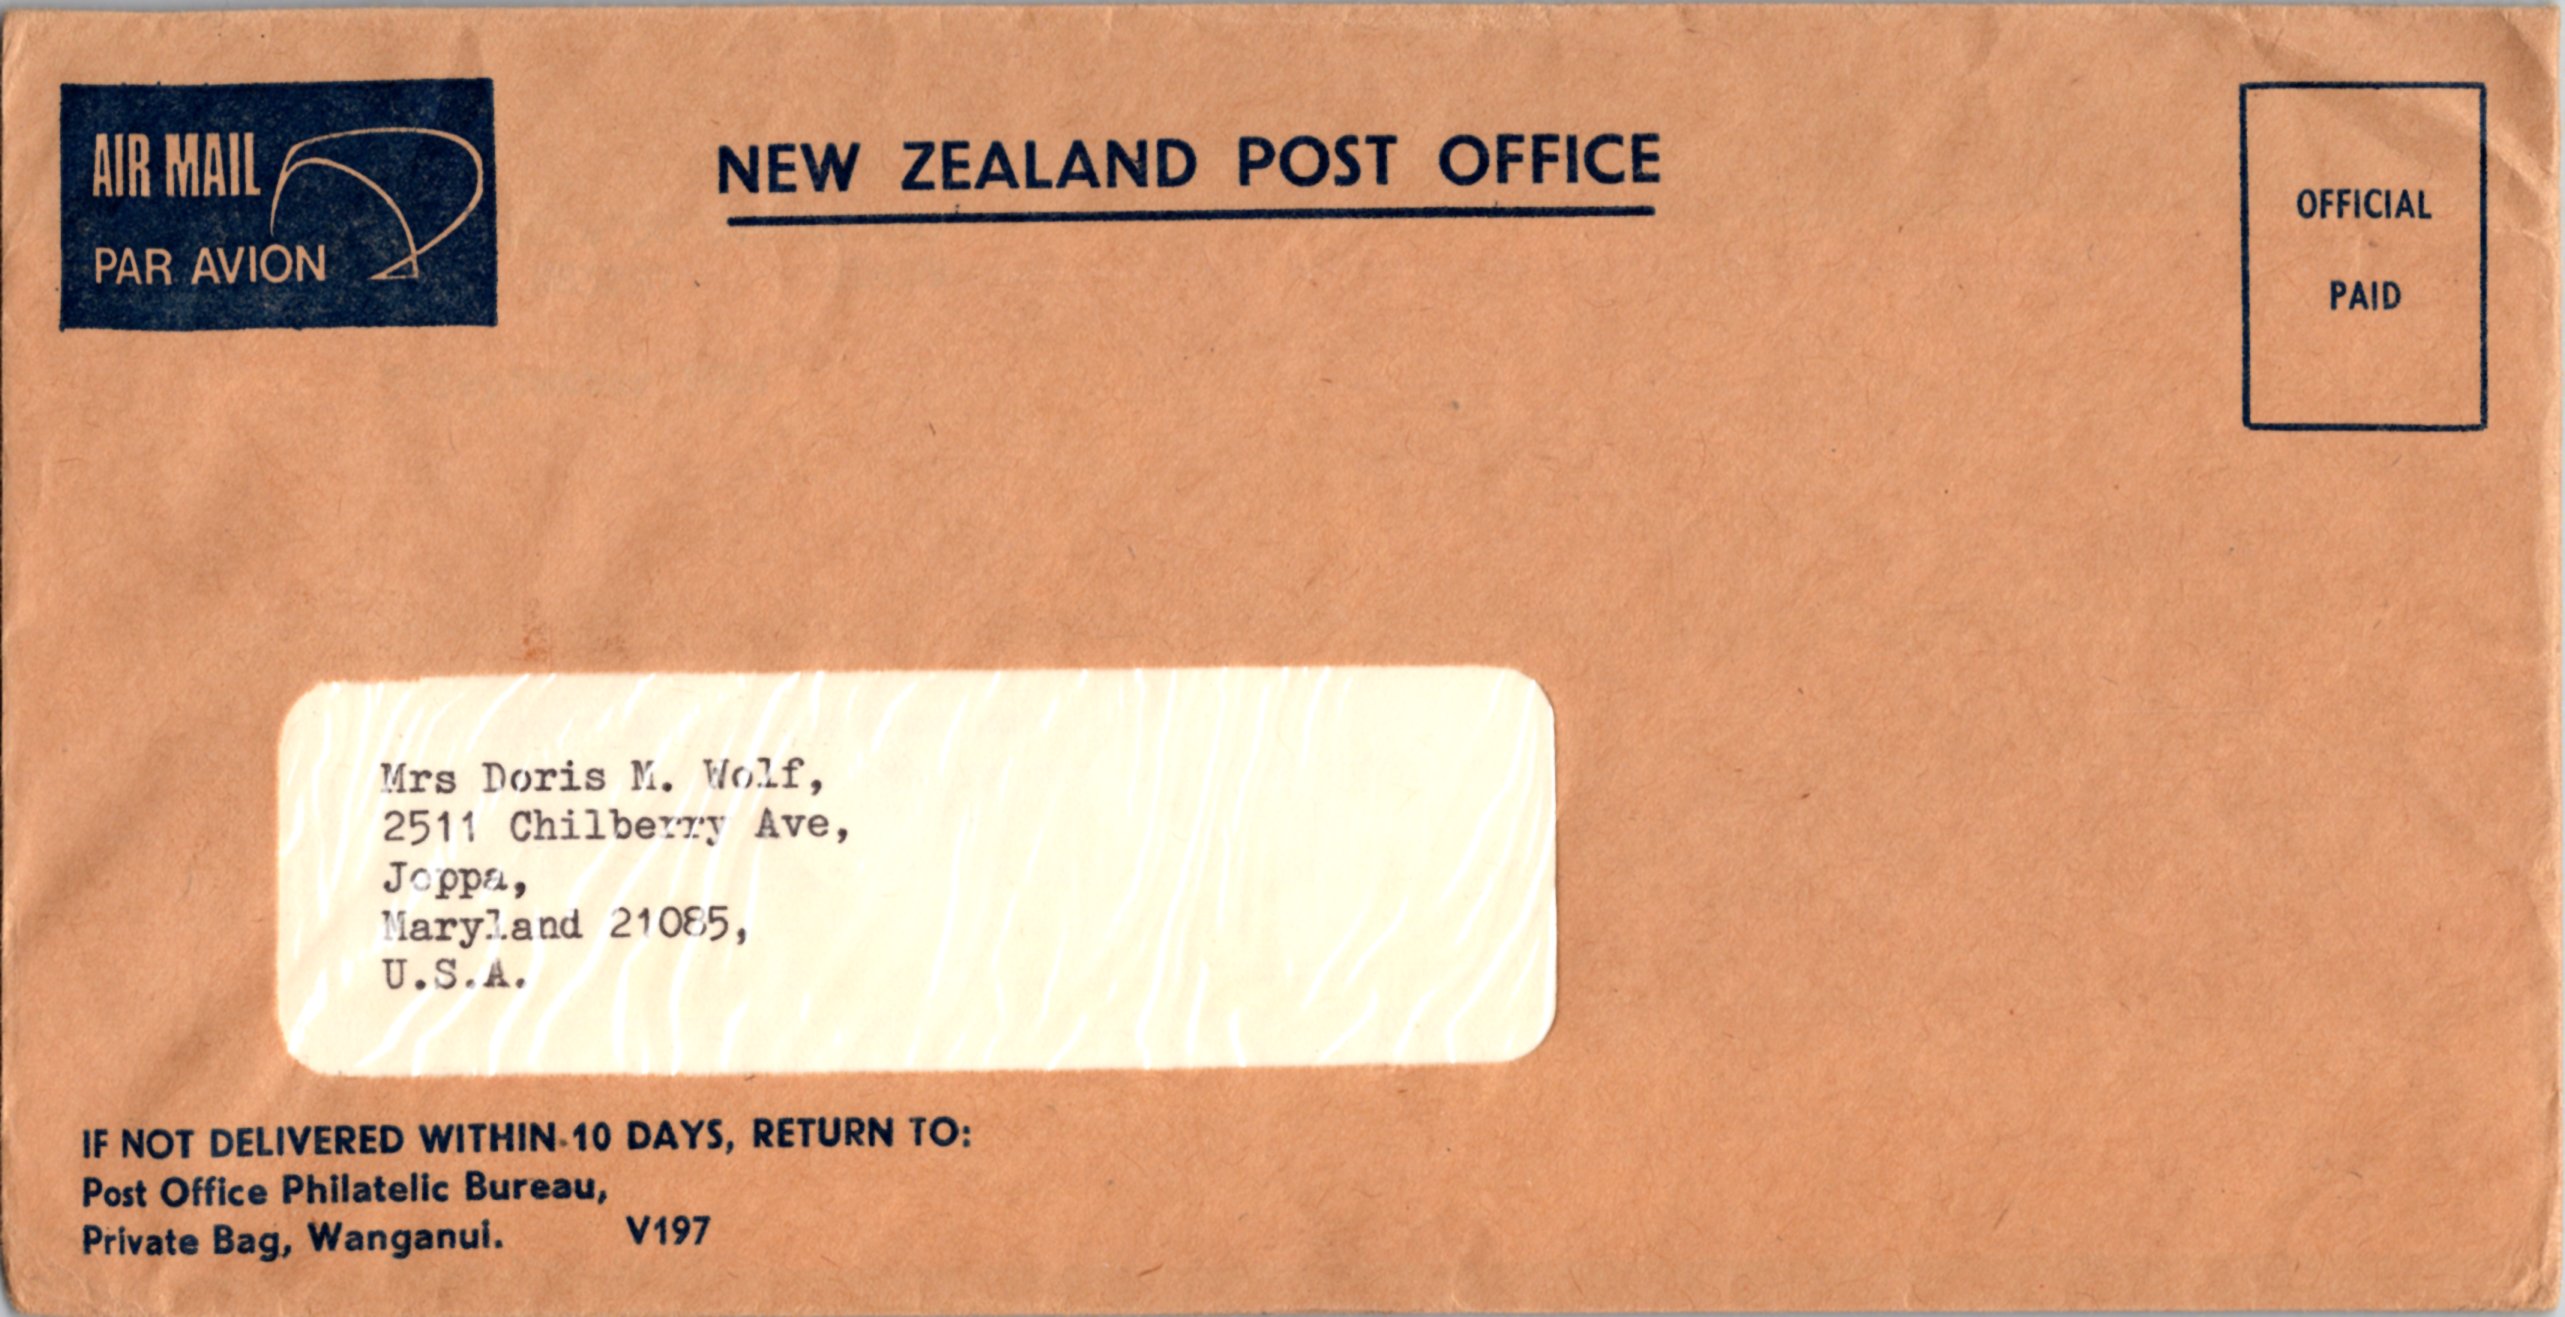 AIR MAIL
PAR AVION
NEW ZEALAND POST OFFICE
OFFICIAL
PAID
Mrs Doris M. Wolf,
2511 Chilberry Ave,
Joppa,
Maryland 21085,
U.S.A.
IF NOT DELIVERED WITHIN 10 DAYS, RETURN TO:
Post Office Philatelic Bureau,
Private Bag, Wanganui. V197